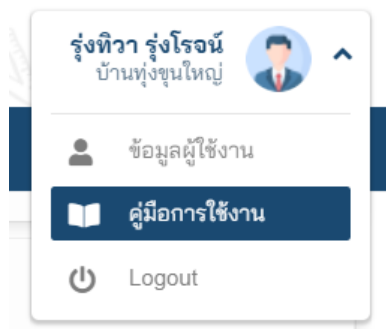 รุ่งทิวา รุ่งโรจน์
บ้านทุ่งขุนใหญ่
ข้อมูลผู้ใช้งาน
คู่มือการใช้งาน
Logout